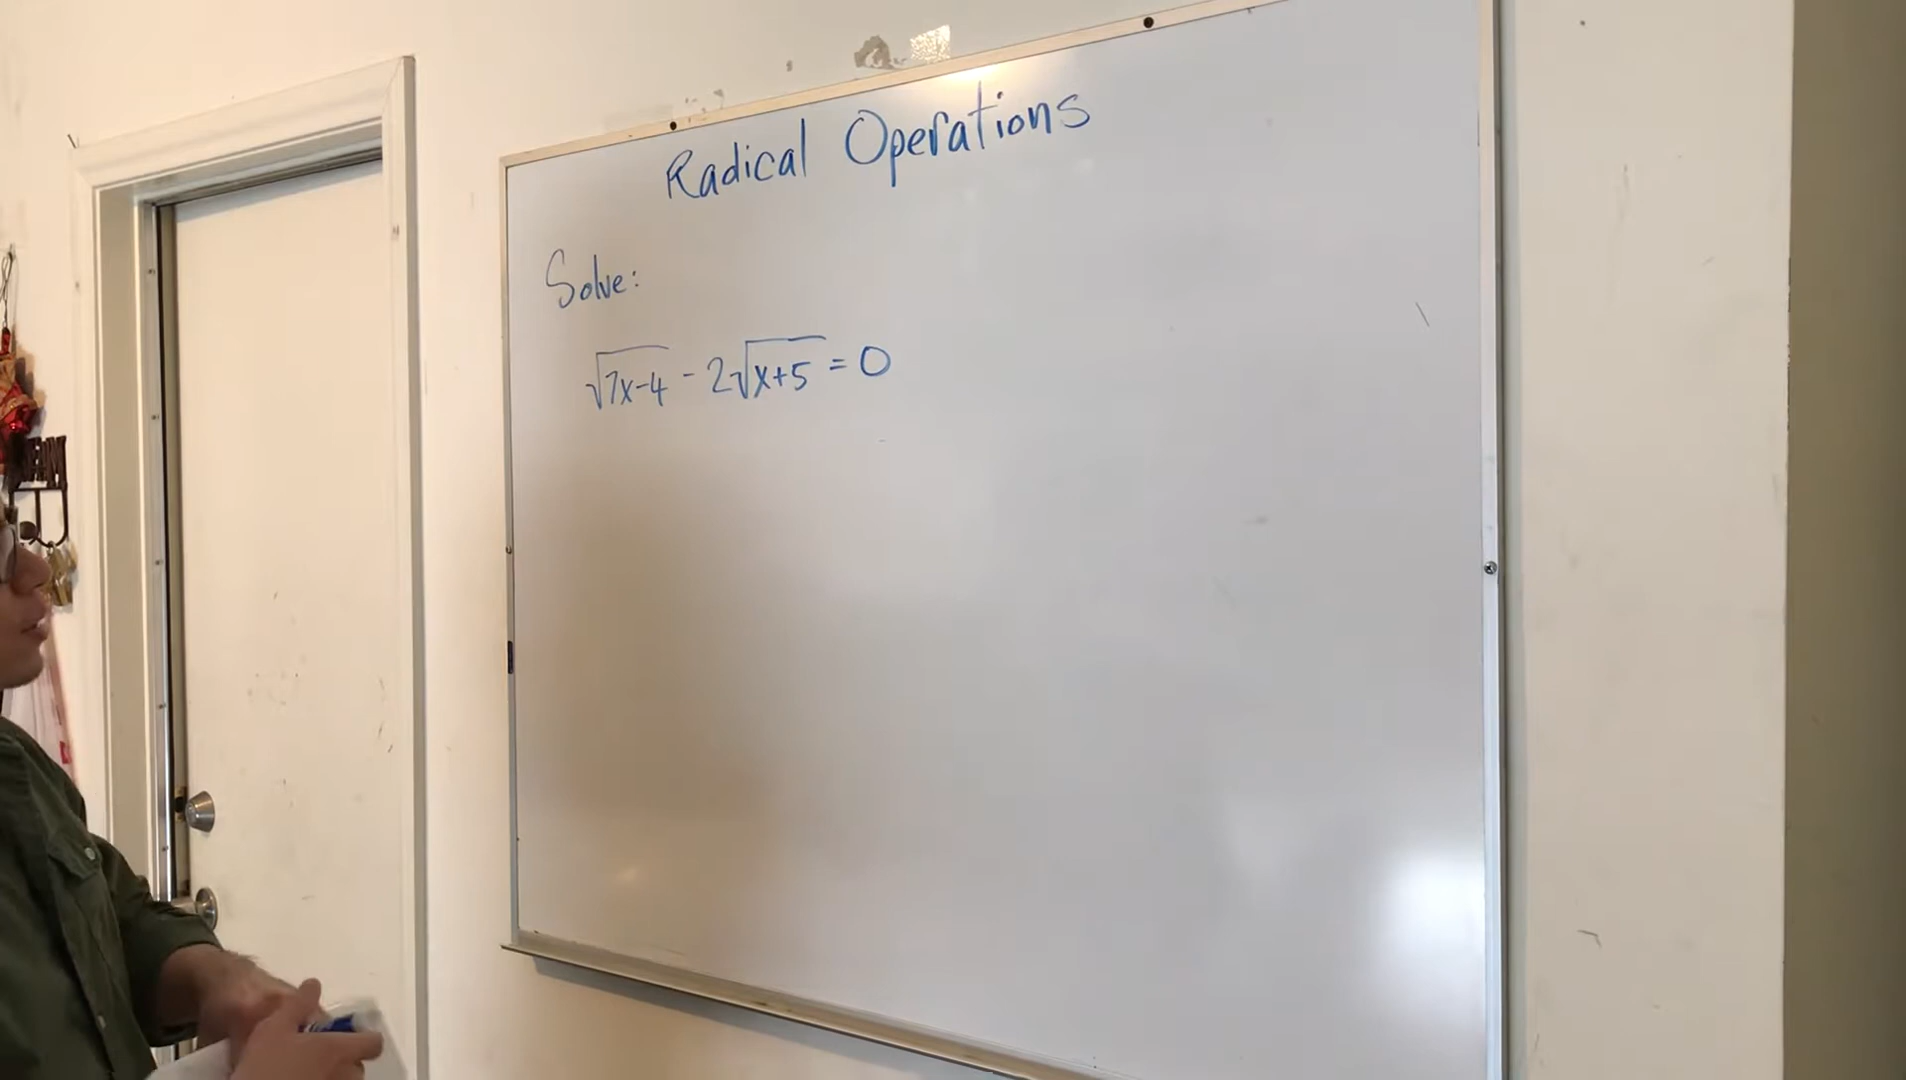 Radical Operations
Solve:
√7x-4 - 2√x+5 = 0